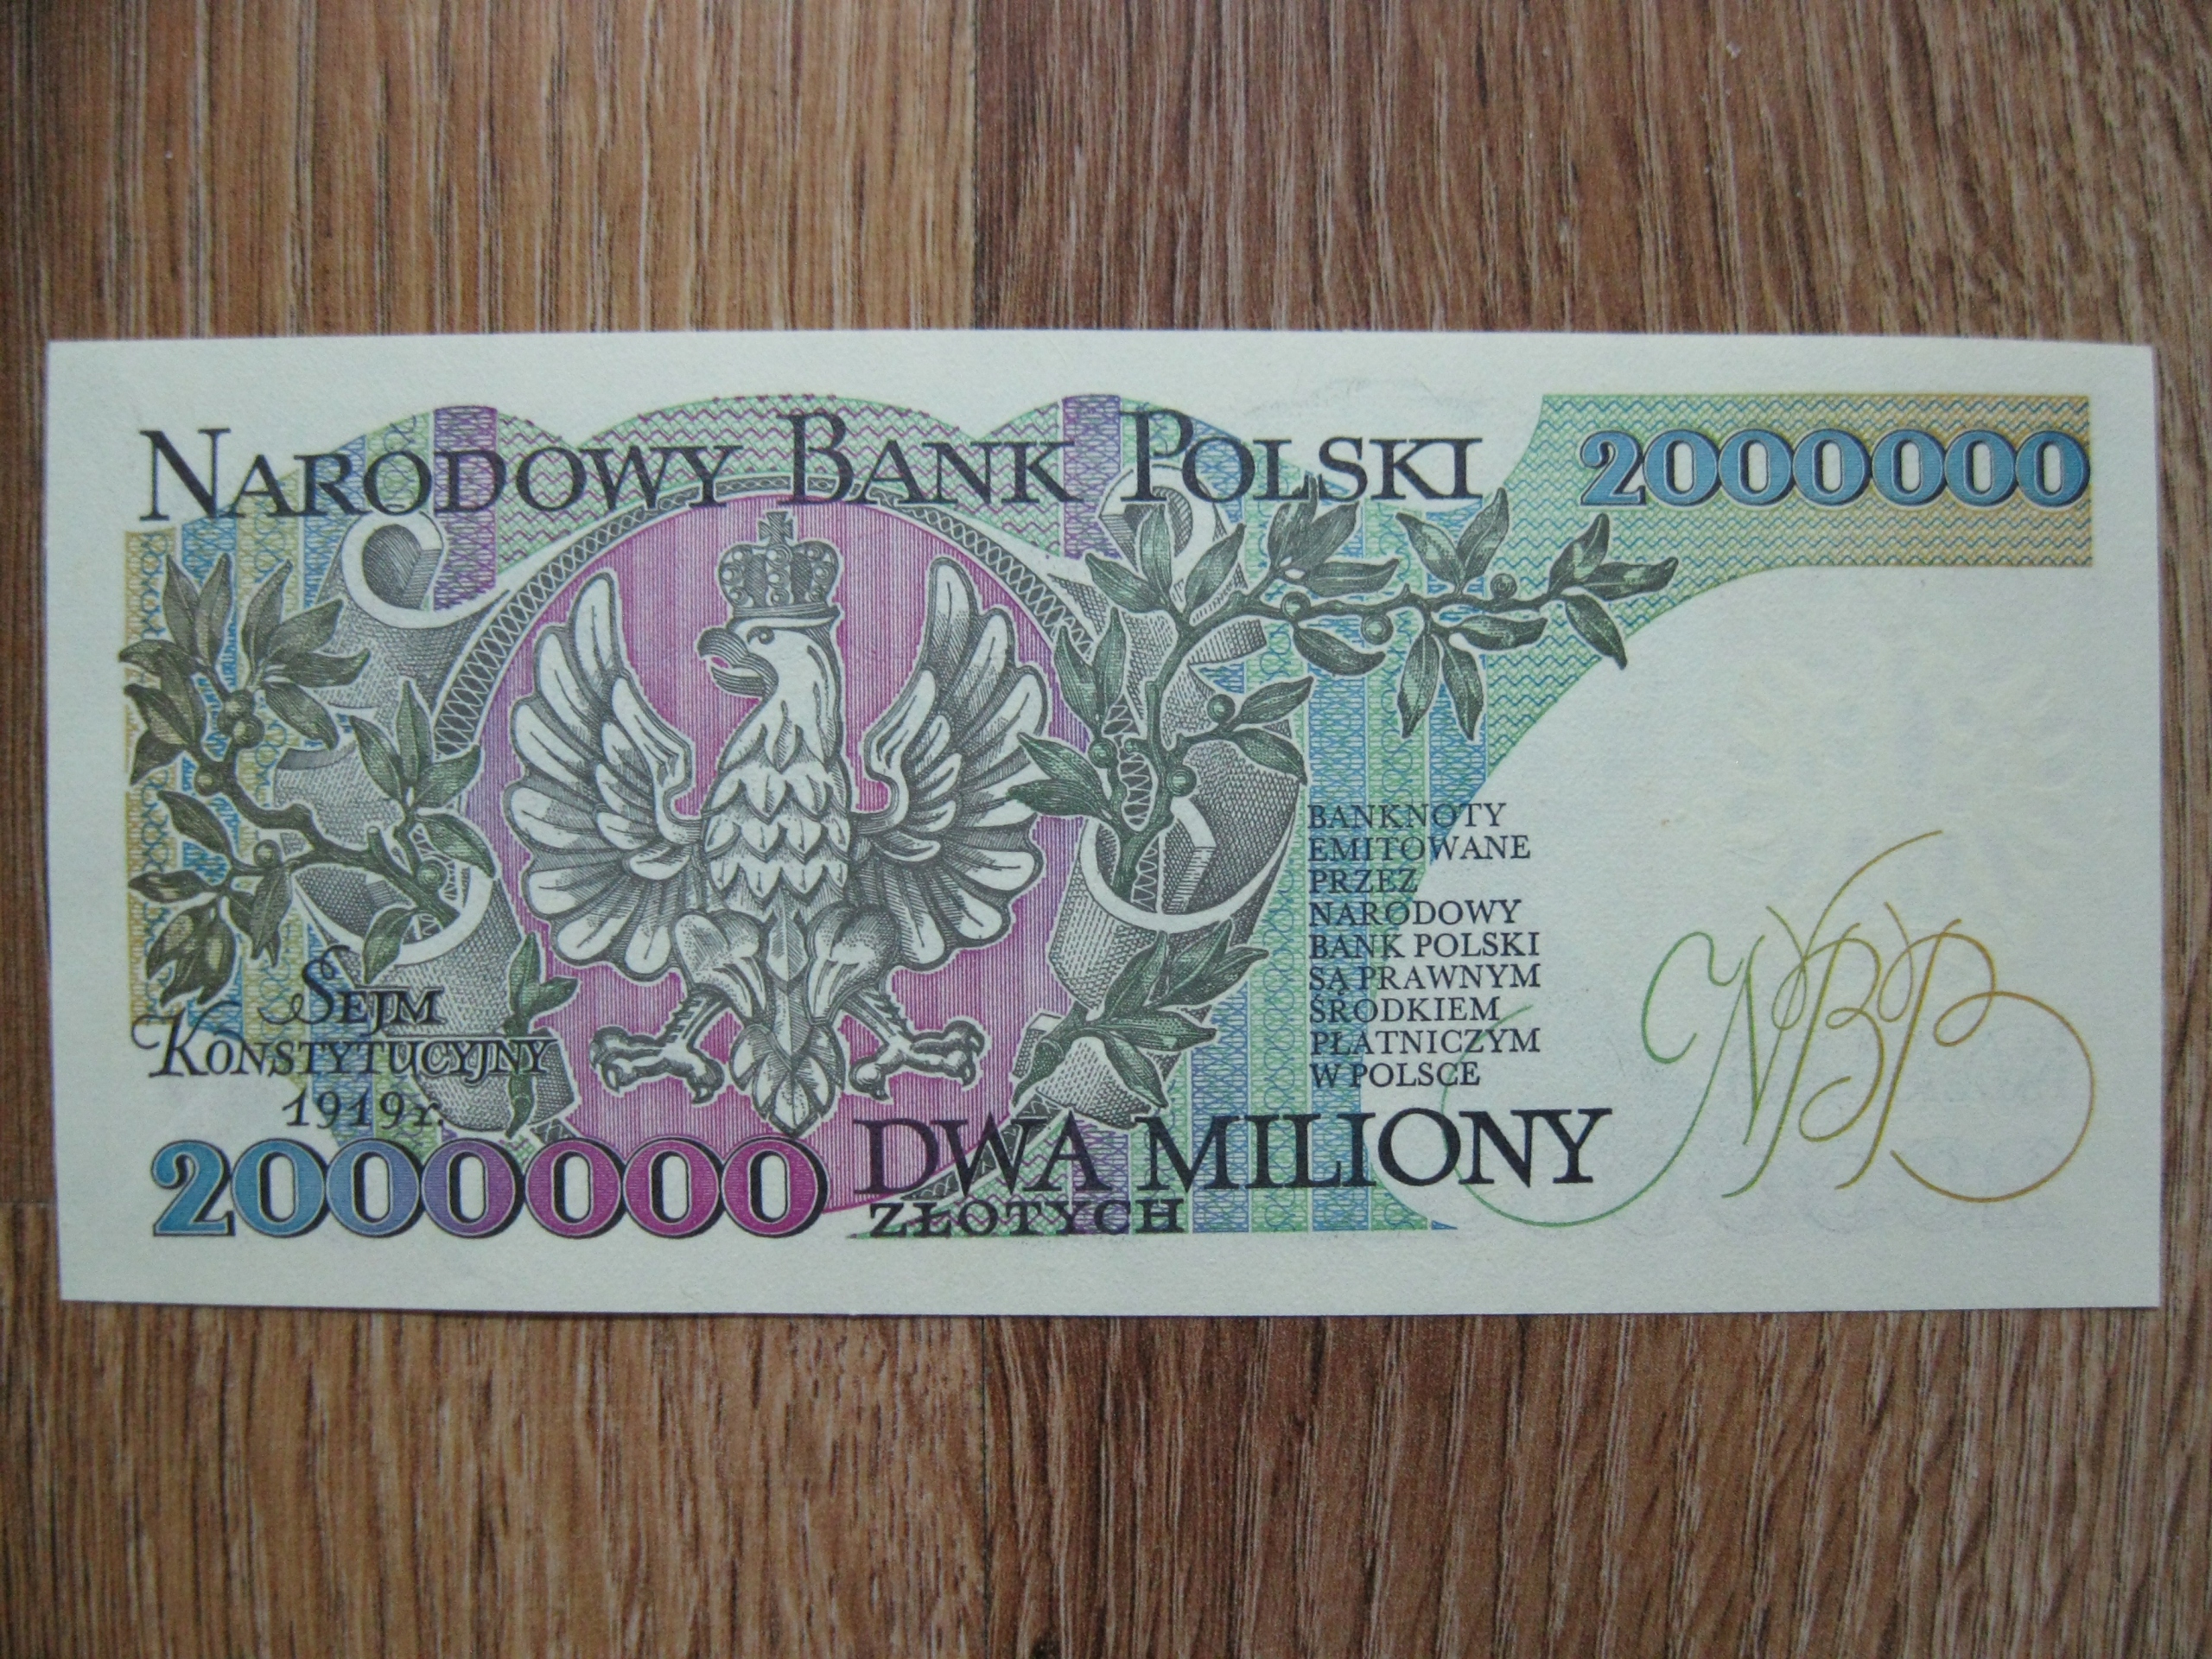 NARODOWY BANK POLSKI
2000000
BANKNOTY
EMITOWANE
PRZEZ
NARODOWY
BANK POLSKI
SĄ PRAWNYM
ŚRODKIEM
PŁATNICZYM
W POLSCE
SEJM
KONSTYTUCYJNY
1919r.
NBP
2000000
DWA MILIONY
ZŁOTYCH